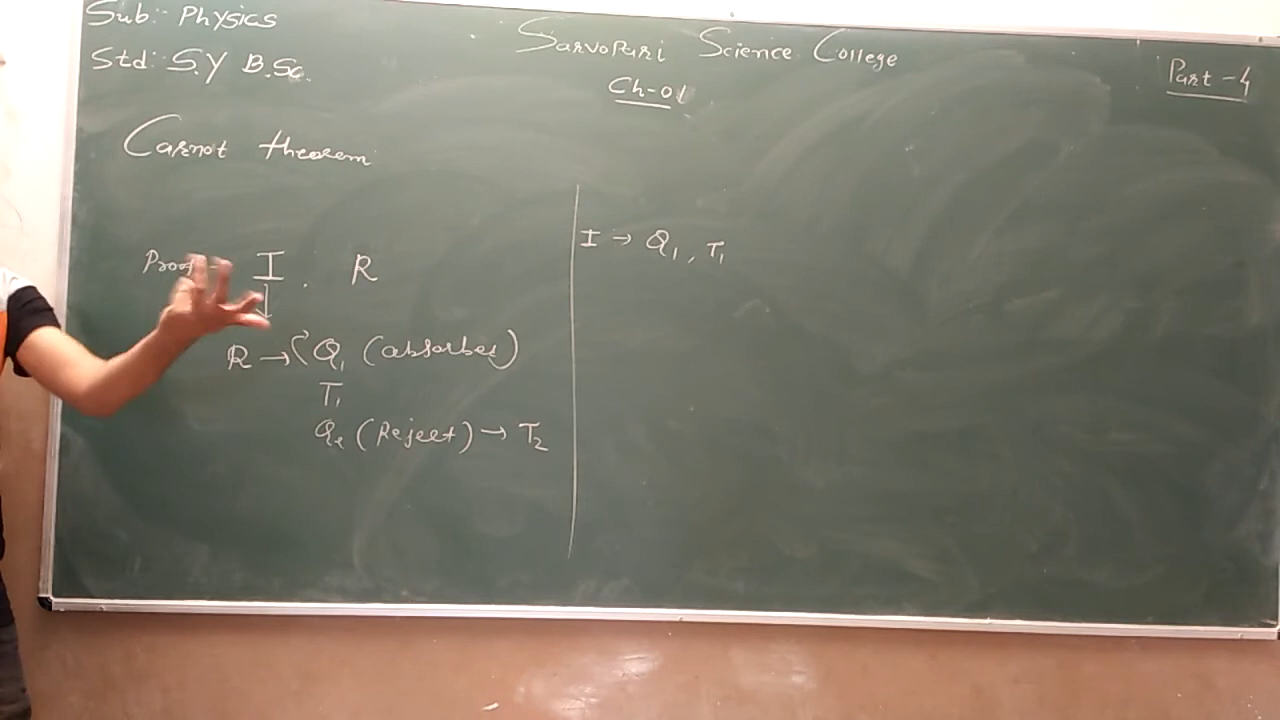 Sub:- Physics
Std:- S.Y B.Sc.
Sarvopari Science College
Ch-01
Part-4
Carnot theorem
Proof:- I . R
↓
R → Q₁ (absorbes)
T₁
Q₂ (Reject) → T₂
I → Q₁, T₁